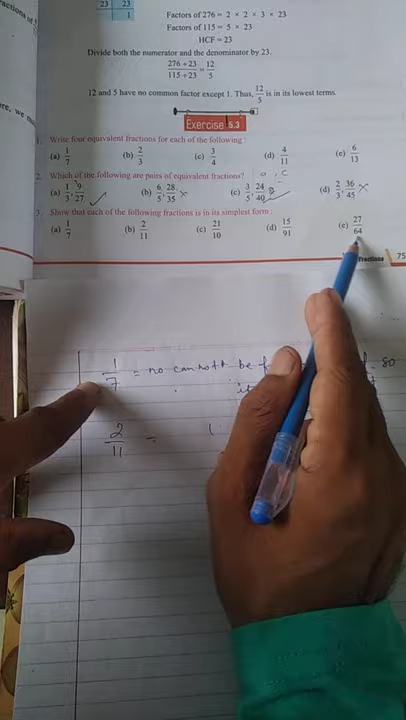 actions of
23 23
1
Factors of 276 = 2 × 2 × 3 × 23
Factors of 115 = 5 × 23
HCF = 23
Divide both the numerator and the denominator by 23.
276 ÷ 23 / 115 ÷ 23 = 12/5
12 and 5 have no common factor except 1. Thus, 12/5 is in its lowest terms.
Exercise 5.3
1. Write four equivalent fractions for each of the following :
(a) 1/7 (b) 2/3 (c) 3/4 (d) 4/11 (e) 6/13
2. Which of the following are pairs of equivalent fractions? a, c
(a) 1/3, 9/27 ✓ (b) 6/5, 28/35 × (c) 3/5, 24/40 ✓ (d) 2/3, 36/45 ×
3. Show that each of the following fractions is in its simplest form :
(a) 1/7 (b) 2/11 (c) 21/10 (d) 15/91 (e) 27/64
Fractions 75
1/7 = no can be so
2/11 =